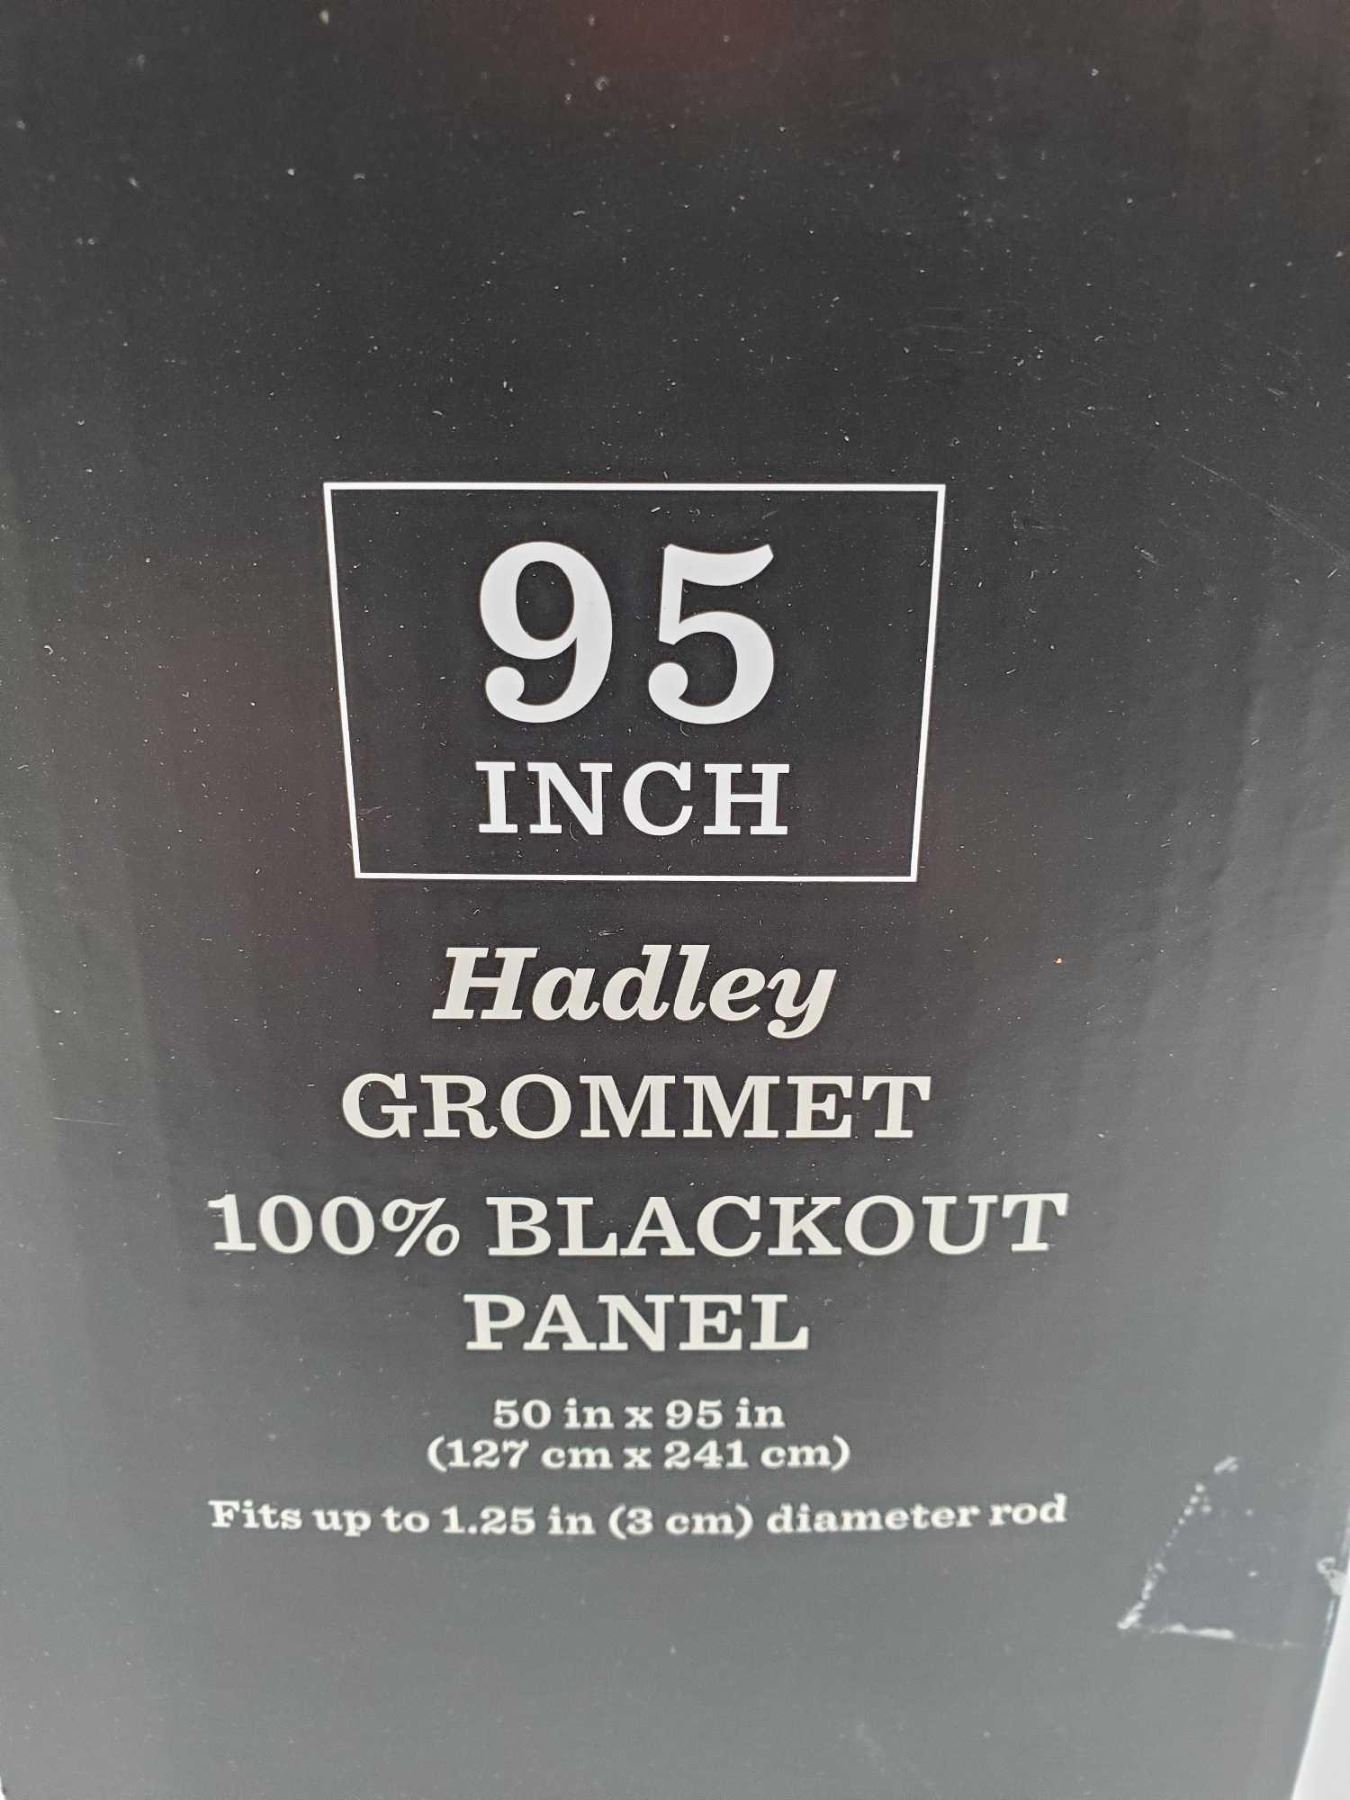 95
INCH
Hadley
GROMMET
100% BLACKOUT
PANEL
50 in x 95 in
(127 cm x 241 cm)
Fits up to 1.25 in (3 cm) diameter rod